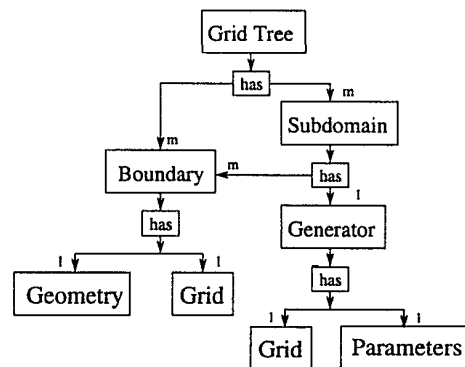 Grid Tree
has
m
m
Subdomain
Boundary
m
has
has
1
Generator
1
1
Geometry
Grid
has
1
1
Grid
Parameters